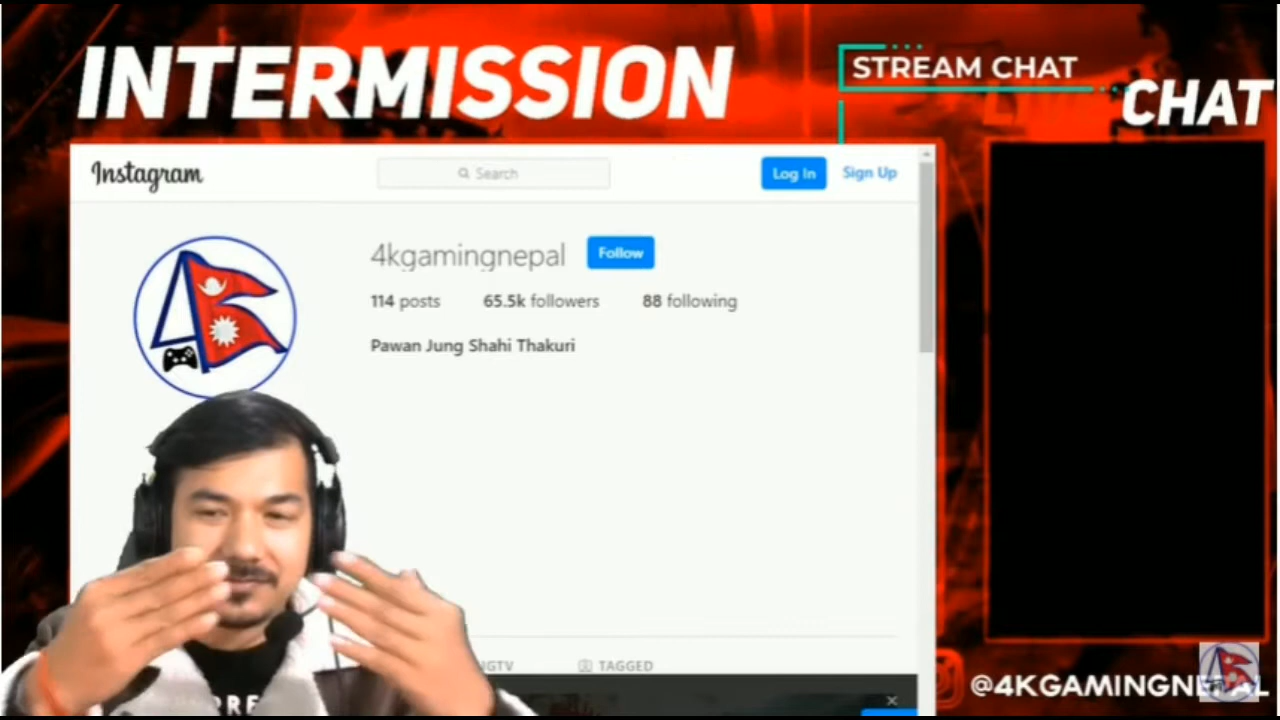 INTERMISSION
STREAM CHAT
CHAT
Instagram
Search
Log In
Sign Up
4kgamingnepal
Follow
114 posts
65.5k followers
88 following
Pawan Jung Shahi Thakuri
TAGGED
@4KGAMINGNEPAL